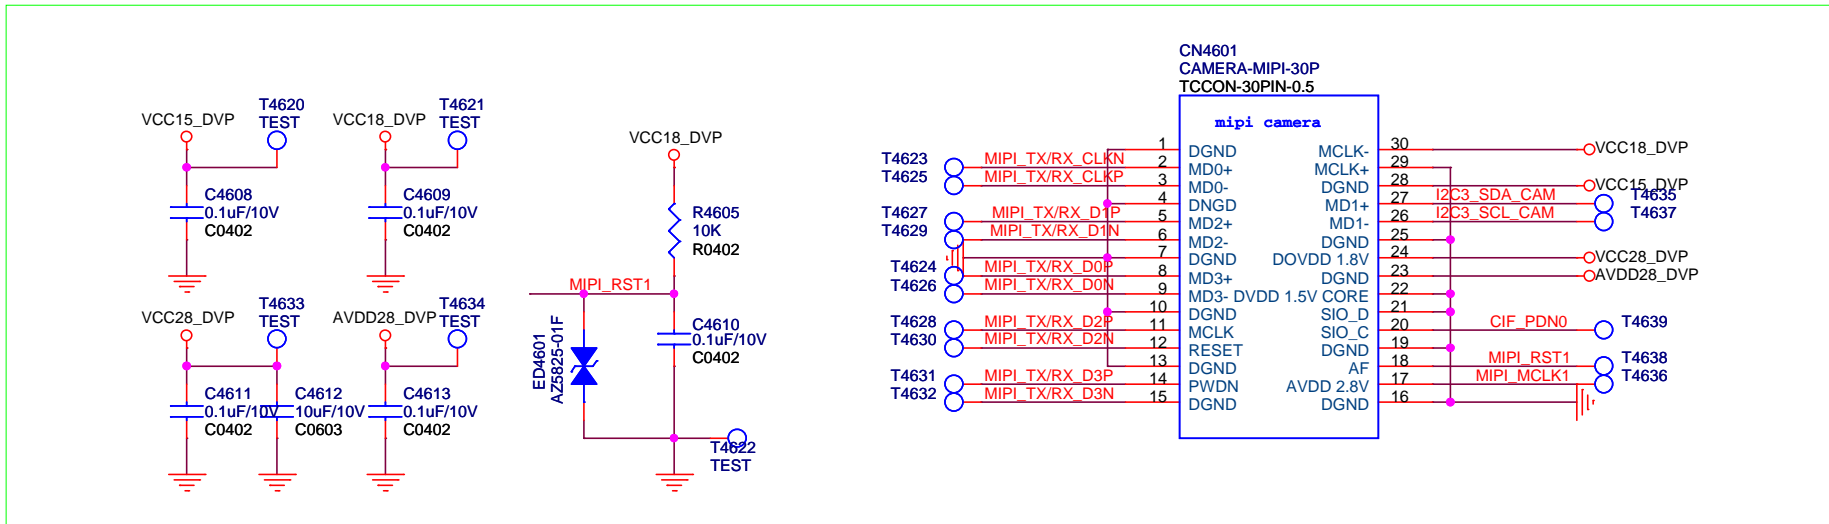 T4620
TEST
VCC15_DVP
C4608
0.1uF/10V
C0402
T4621
TEST
VCC18_DVP
C4609
0.1uF/10V
C0402
T4633
TEST
VCC28_DVP
C4611
0.1uF/10V
C0402
C4612
10uF/10V
C0603
T4634
TEST
AVDD28_DVP
C4613
0.1uF/10V
C0402
VCC18_DVP
R4605
10K
R0402
MIPI_RST1
ED4601
AZ5825-01F
C4610
0.1uF/10V
C0402
T4622
TEST
CN4601
CAMERA-MIPI-30P
TCCON-30PIN-0.5
mipi camera
1 DGND
T4623 MIPI_TX/RX_CLKN 2 MD0+
T4625 MIPI_TX/RX_CLKP 3 MD0-
4 DNGD
T4627 MIPI_TX/RX_D1P 5 MD2+
T4629 MIPI_TX/RX_D1N 6 MD2-
7 DGND
T4624 MIPI_TX/RX_D0P 8 MD3+
T4626 MIPI_TX/RX_D0N 9 MD3-
10 DGND
T4628 MIPI_TX/RX_D2P 11 MCLK
T4630 MIPI_TX/RX_D2N 12 RESET
13 DGND
T4631 MIPI_TX/RX_D3P 14 PWDN
T4632 MIPI_TX/RX_D3N 15 DGND
MCLK- 30 VCC18_DVP
MCLK+ 29
DGND 28 VCC15_DVP
MD1+ 27 I2C3_SDA_CAM T4635
MD1- 26 I2C3_SCL_CAM T4637
DGND 25
DOVDD 1.8V 24 VCC28_DVP
DGND 23 AVDD28_DVP
DVDD 1.5V CORE 22
SIO_D 21
SIO_C 20 CIF_PDN0 T4639
DGND 19
AF 18 MIPI_RST1 T4638
AVDD 2.8V 17 MIPI_MCLK1 T4636
DGND 16